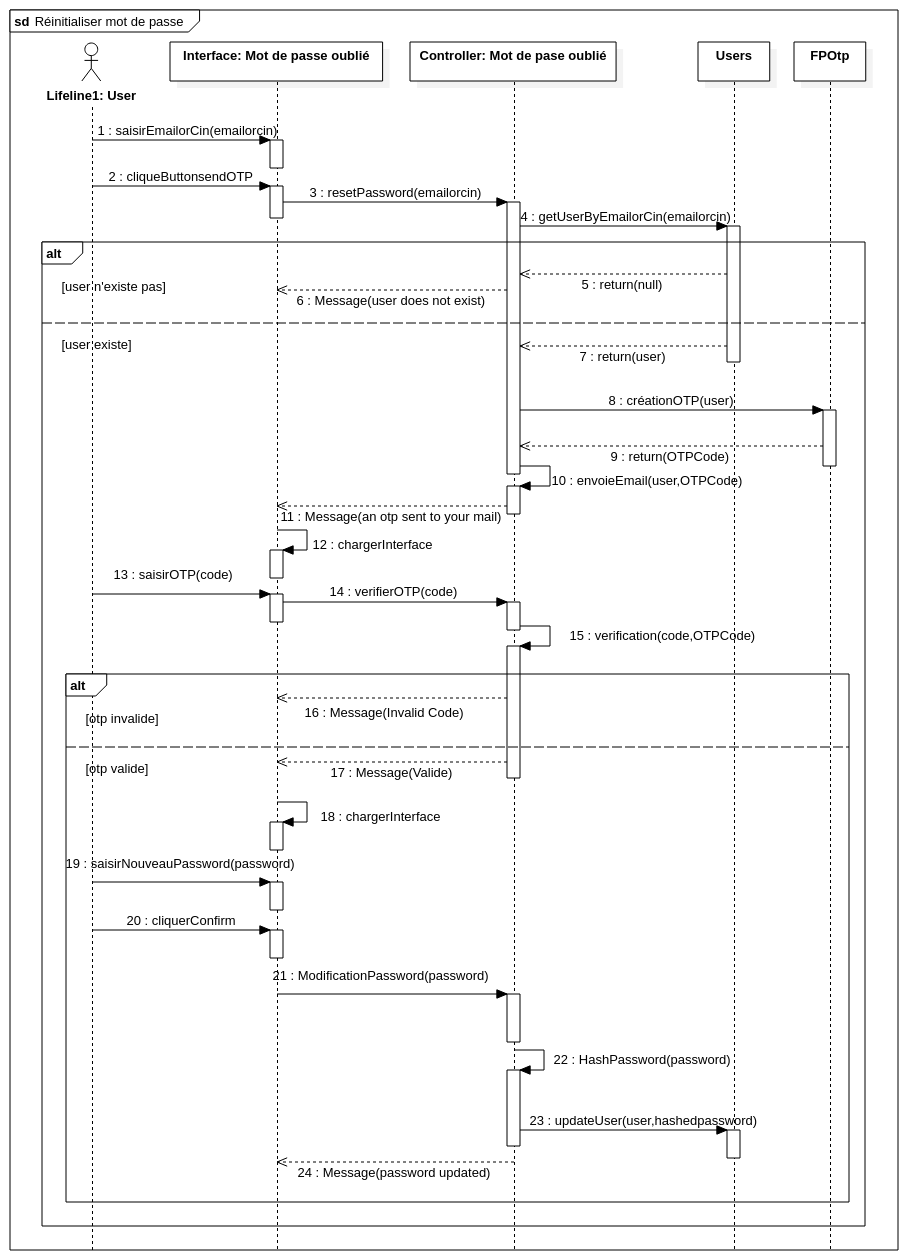 sd Réinitialiser mot de passe
Interface: Mot de passe oublié
Controller: Mot de pase oublié
Users
FPOtp
Lifeline1: User
1 : saisirEmailorCin(emailorcin)
2 : cliqueButtonsendOTP
3 : resetPassword(emailorcin)
4 : getUserByEmailorCin(emailorcin)
alt
[user n'existe pas]
5 : return(null)
6 : Message(user does not exist)
[user existe]
7 : return(user)
8 : créationOTP(user)
9 : return(OTPCode)
10 : envoieEmail(user,OTPCode)
11 : Message(an otp sent to your mail)
12 : chargerInterface
13 : saisirOTP(code)
14 : verifierOTP(code)
15 : verification(code,OTPCode)
alt
16 : Message(Invalid Code)
[otp invalide]
[otp valide]
17 : Message(Valide)
18 : chargerInterface
19 : saisirNouveauPassword(password)
20 : cliquerConfirm
21 : ModificationPassword(password)
22 : HashPassword(password)
23 : updateUser(user,hashedpassword)
24 : Message(password updated)